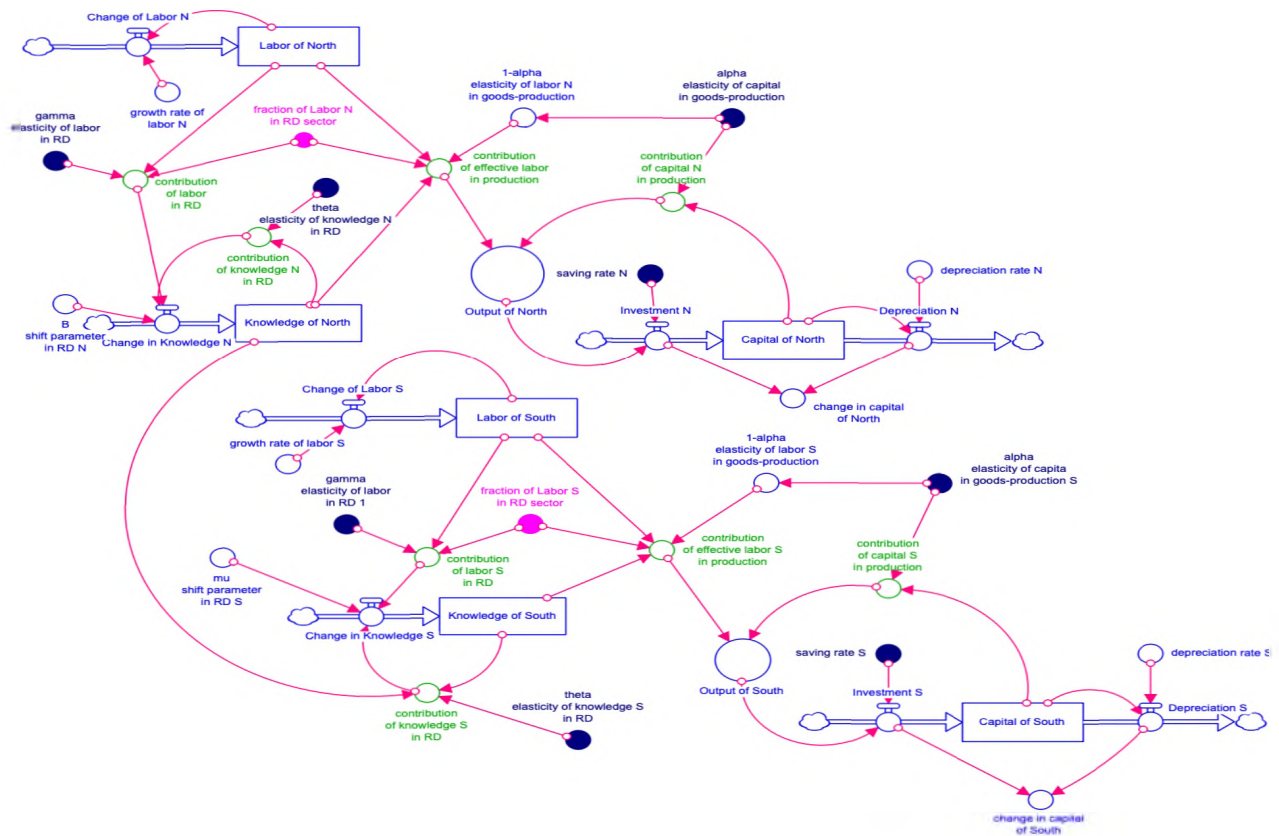 Change of Labor N
Labor of North
growth rate of
labor N
gamma
elasticity of labor
in RD
fraction of Labor N
in RD sector
1-alpha
elasticity of labor N
in goods-production
alpha
elasticity of capital
in goods-production
contribution
of labor
in RD
contribution
of effective labor
in production
contribution
of capital N
in production
theta
elasticity of knowledge N
in RD
contribution
of knowledge N
in RD
B
shift parameter
in RD N
Change in Knowledge N
Knowledge of North
Output of North
saving rate N
Investment N
Capital of North
depreciation rate N
Depreciation N
change in capital
of North
Change of Labor S
Labor of South
growth rate of labor S
gamma
elasticity of labor
in RD 1
fraction of Labor S
in RD sector
1-alpha
elasticity of labor S
in goods-production
alpha
elasticity of capita
in goods-production S
contribution
of labor S
in RD
contribution
of effective labor S
in production
contribution
of capital S
in production
mu
shift parameter
in RD S
Change in Knowledge S
Knowledge of South
contribution
of knowledge S
in RD
theta
elasticity of knowledge S
in RD
Output of South
saving rate S
Investment S
Capital of South
depreciation rate S
Depreciation S
change in capital
of South